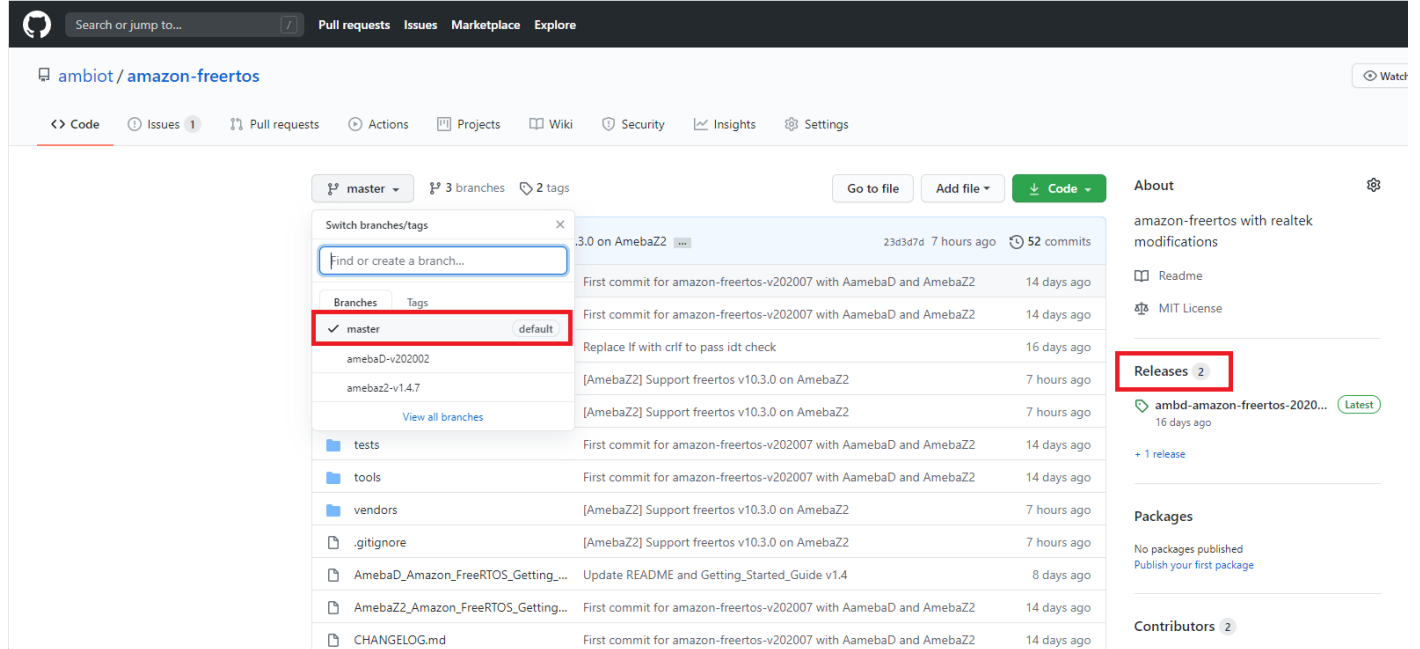 Search or jump to... / Pull requests Issues Marketplace Explore
ambiot / amazon-freertos
Watch
Code Issues 1 Pull requests Actions Projects Wiki Security Insights Settings
master 3 branches 2 tags Go to file Add file Code
Switch branches/tags
Find or create a branch...
Branches Tags
master default
amebaD-v202002
amebaz2-v1.4.7
View all branches
.3.0 on AmebaZ2 ... 23d3d7d 7 hours ago 52 commits
First commit for amazon-freertos-v202007 with AamebaD and AmebaZ2 14 days ago
First commit for amazon-freertos-v202007 with AamebaD and AmebaZ2 14 days ago
Replace lf with crlf to pass idt check 16 days ago
[AmebaZ2] Support freertos v10.3.0 on AmebaZ2 7 hours ago
[AmebaZ2] Support freertos v10.3.0 on AmebaZ2 7 hours ago
tests First commit for amazon-freertos-v202007 with AamebaD and AmebaZ2 14 days ago
tools First commit for amazon-freertos-v202007 with AamebaD and AmebaZ2 14 days ago
vendors [AmebaZ2] Support freertos v10.3.0 on AmebaZ2 7 hours ago
.gitignore [AmebaZ2] Support freertos v10.3.0 on AmebaZ2 7 hours ago
AmebaD_Amazon_FreeRTOS_Getting_... Update README and Getting_Started_Guide v1.4 8 days ago
AmebaZ2_Amazon_FreeRTOS_Getting... First commit for amazon-freertos-v202007 with AamebaD and AmebaZ2 14 days ago
CHANGELOG.md First commit for amazon-freertos-v202007 with AamebaD and AmebaZ2 14 days ago
About
amazon-freertos with realtek
modifications
Readme
MIT License
Releases 2
ambd-amazon-freertos-2020... Latest
16 days ago
+ 1 release
Packages
No packages published
Publish your first package
Contributors 2